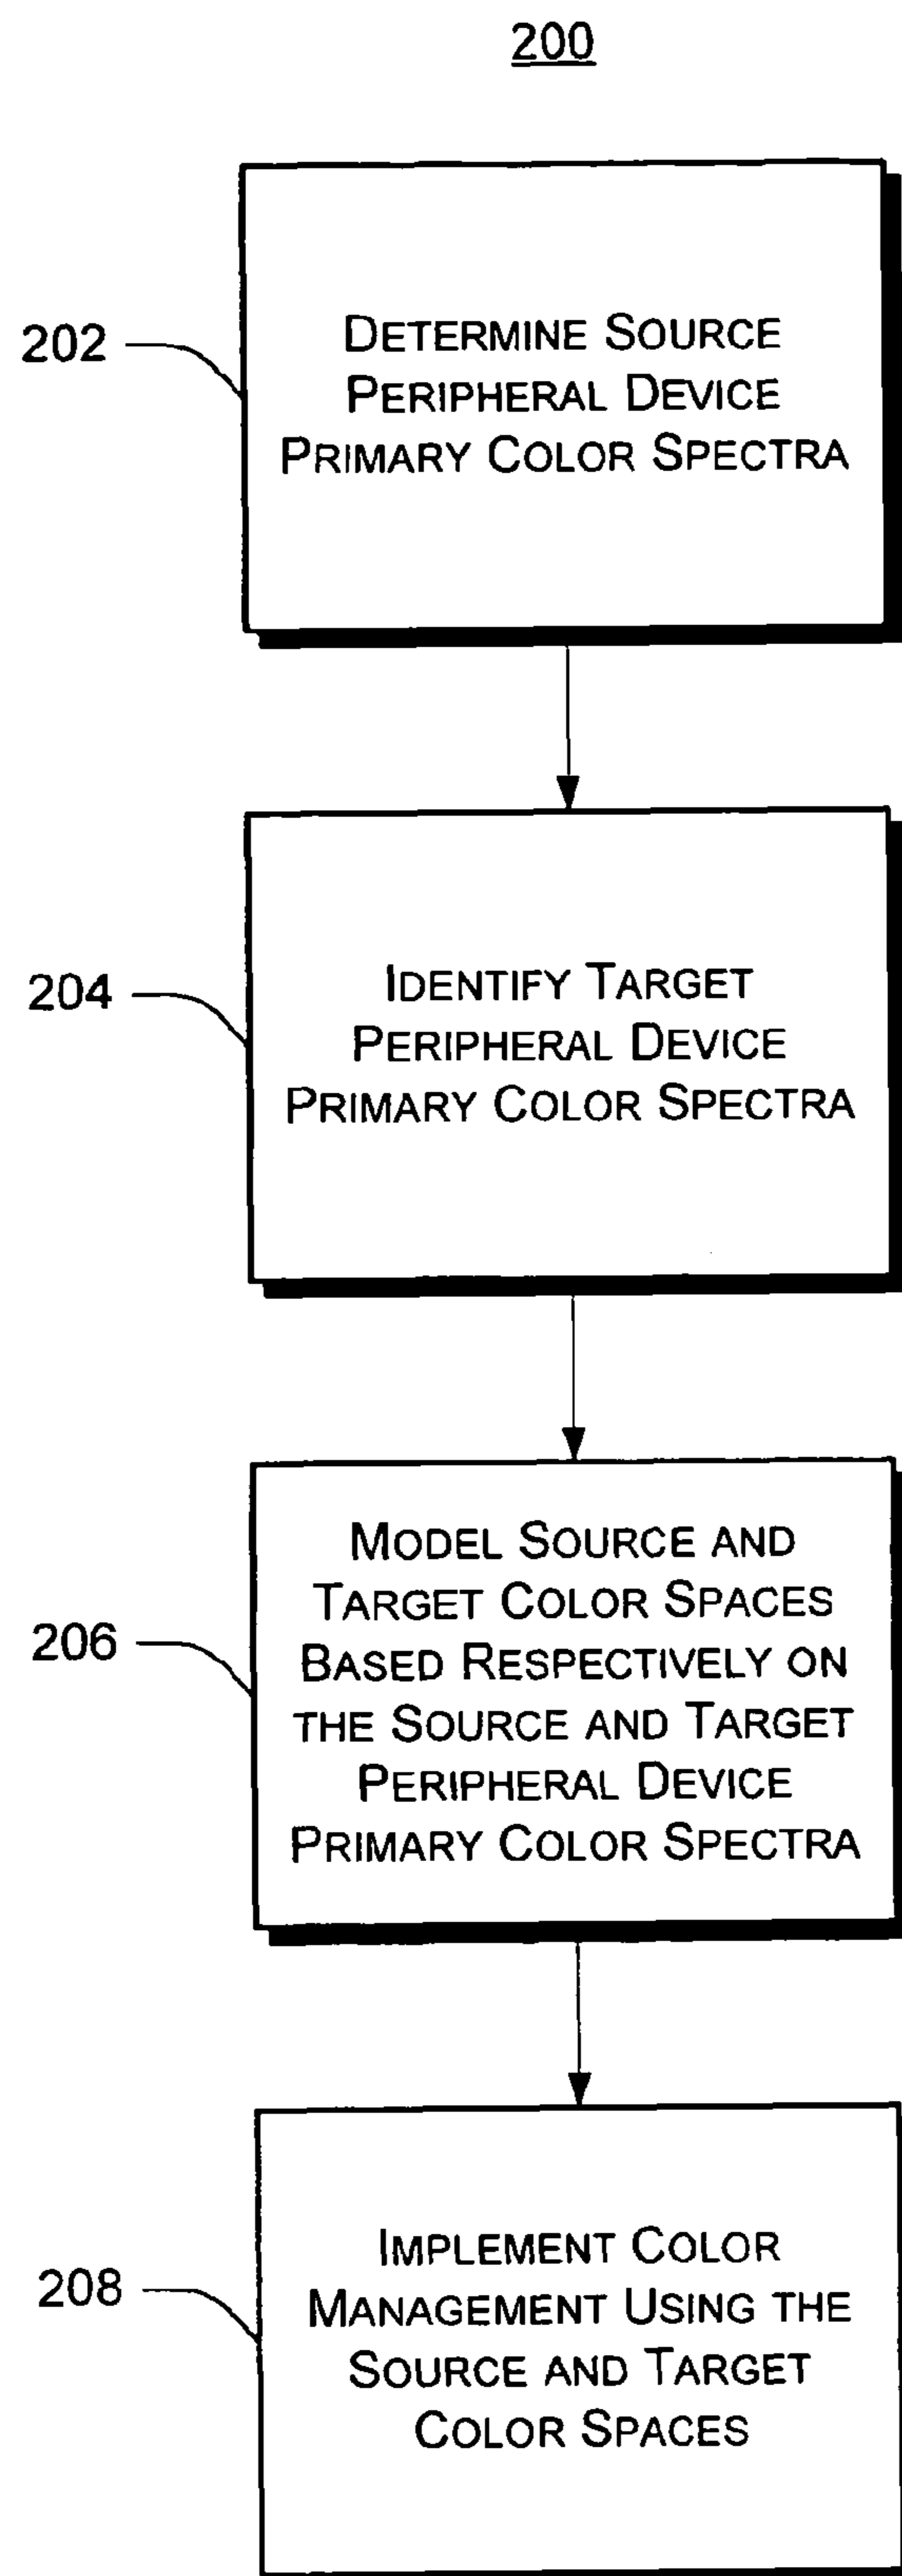 200
202
DETERMINE SOURCE
PERIPHERAL DEVICE
PRIMARY COLOR SPECTRA
204
IDENTIFY TARGET
PERIPHERAL DEVICE
PRIMARY COLOR SPECTRA
206
MODEL SOURCE AND
TARGET COLOR SPACES
BASED RESPECTIVELY ON
THE SOURCE AND TARGET
PERIPHERAL DEVICE
PRIMARY COLOR SPECTRA
208
IMPLEMENT COLOR
MANAGEMENT USING THE
SOURCE AND TARGET
COLOR SPACES